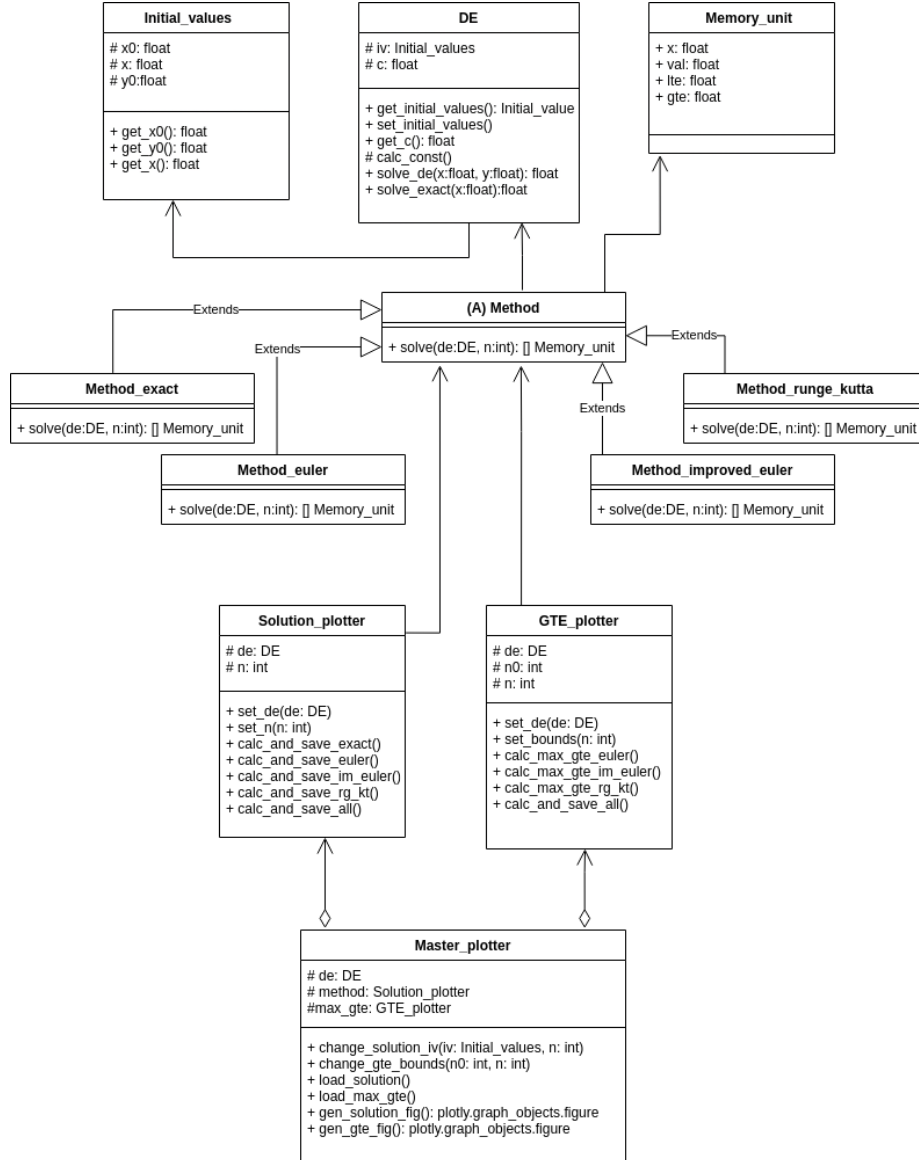 Initial_values
# x0: float
# x: float
# y0:float
+ get_x0(): float
+ get_y0(): float
+ get_x(): float
DE
# iv: Initial_values
# c: float
+ get_initial_values(): Initial_value
+ set_initial_values()
+ get_c(): float
# calc_const()
+ solve_de(x:float, y:float): float
+ solve_exact(x:float):float
Memory_unit
+ x: float
+ val: float
+ lte: float
+ gte: float
(A) Method
+ solve(de:DE, n:int): [] Memory_unit
Extends
Extends
Extends
Extends
Method_exact
+ solve(de:DE, n:int): [] Memory_unit
Method_runge_kutta
+ solve(de:DE, n:int): [] Memory_unit
Method_euler
+ solve(de:DE, n:int): [] Memory_unit
Method_improved_euler
+ solve(de:DE, n:int): [] Memory_unit
Solution_plotter
# de: DE
# n: int
+ set_de(de: DE)
+ set_n(n: int)
+ calc_and_save_exact()
+ calc_and_save_euler()
+ calc_and_save_im_euler()
+ calc_and_save_rg_kt()
+ calc_and_save_all()
GTE_plotter
# de: DE
# n0: int
# n: int
+ set_de(de: DE)
+ set_bounds(n: int)
+ calc_max_gte_euler()
+ calc_max_gte_im_euler()
+ calc_max_gte_rg_kt()
+ calc_and_save_all()
Master_plotter
# de: DE
# method: Solution_plotter
#max_gte: GTE_plotter
+ change_solution_iv(iv: Initial_values, n: int)
+ change_gte_bounds(n0: int, n: int)
+ load_solution()
+ load_max_gte()
+ gen_solution_fig(): plotly.graph_objects.figure
+ gen_gte_fig(): plotly.graph_objects.figure